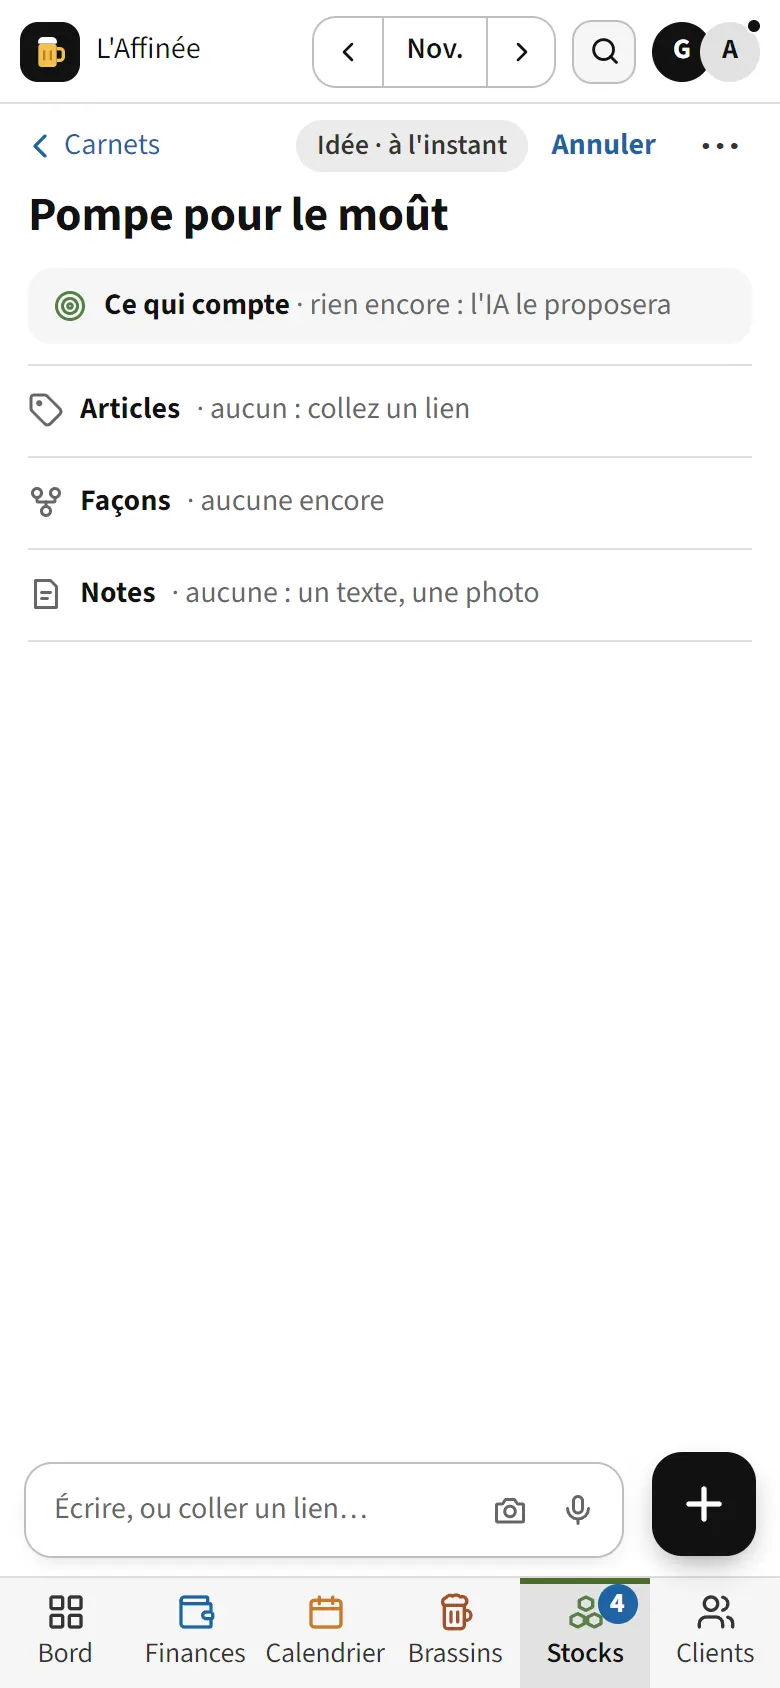 L'Affinée
Nov.
G
A
Carnets
Idée · à l'instant
Annuler
Pompe pour le moût
Ce qui compte · rien encore : l'IA le proposera
Articles · aucun : collez un lien
Façons · aucune encore
Notes · aucune : un texte, une photo
Écrire, ou coller un lien...
4
Bord
Finances
Calendrier
Brassins
Stocks
Clients